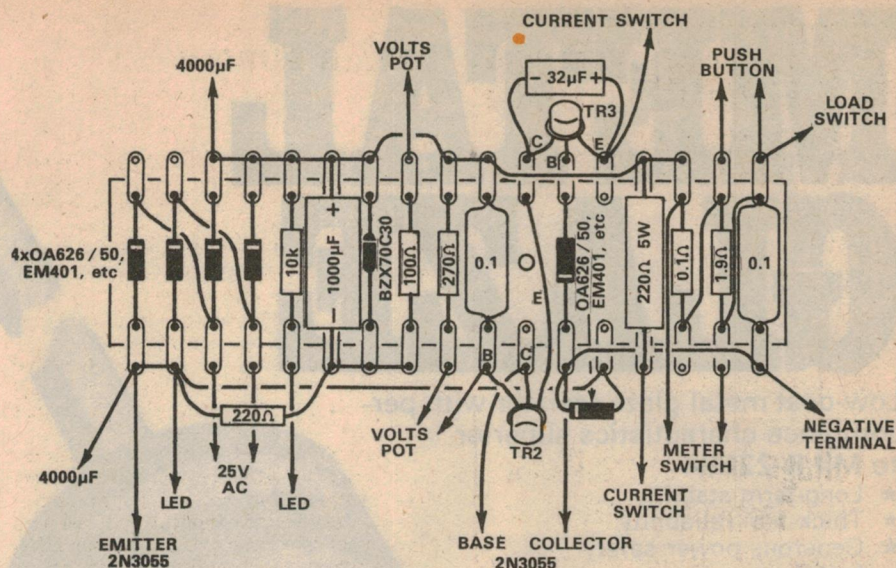 CURRENT SWITCH
VOLTS
POT
4000µF
PUSH
BUTTON
LOAD
SWITCH
- 32µF +
TR3
C
B
E
4xOA626/50,
EM401, etc
10k
+
1000µF
-
BZX70C30
100Ω
270Ω
0.1
E
OA626/50,
EM401, etc
220Ω 5W
0.1Ω
1.9Ω
0.1
B
C
220Ω
TR2
4000µF
LED
25V
AC
LED
VOLTS
POT
METER
SWITCH
NEGATIVE
TERMINAL
CURRENT
SWITCH
EMITTER
2N3055
BASE
COLLECTOR
2N3055